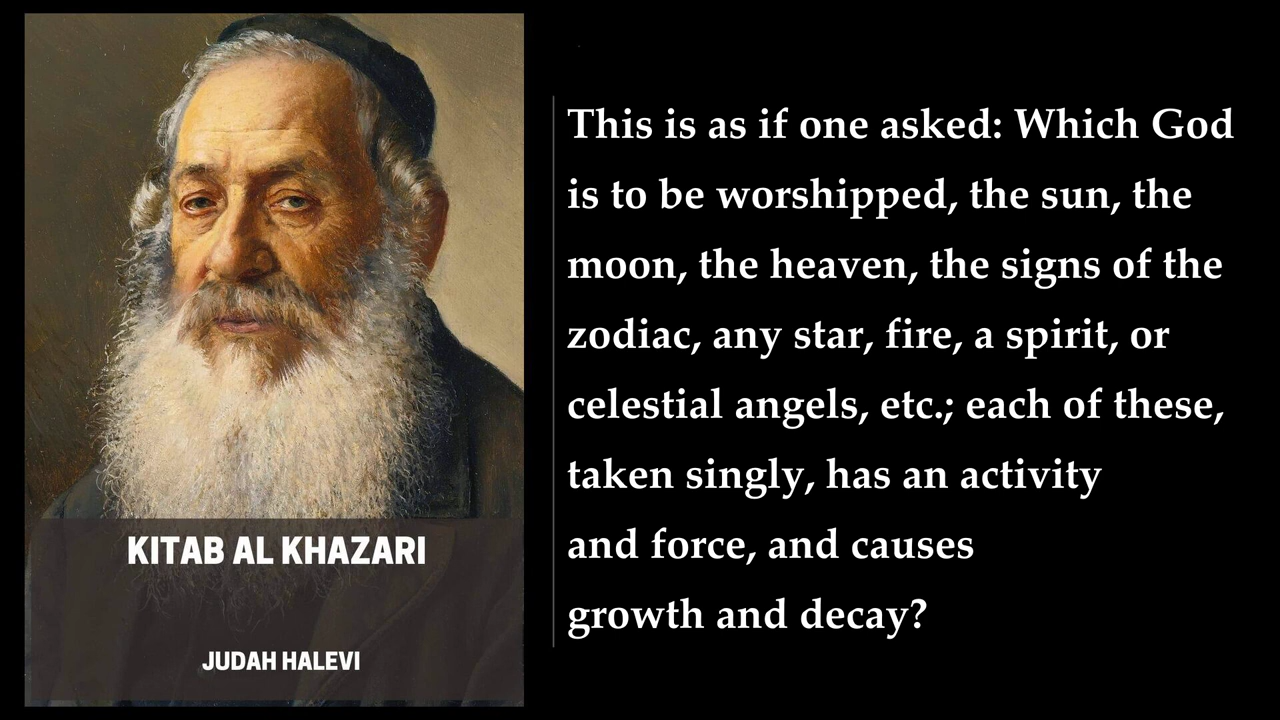 KITAB AL KHAZARI
JUDAH HALEVI
This is as if one asked: Which God
is to be worshipped, the sun, the
moon, the heaven, the signs of the
zodiac, any star, fire, a spirit, or
celestial angels, etc.; each of these,
taken singly, has an activity
and force, and causes
growth and decay?